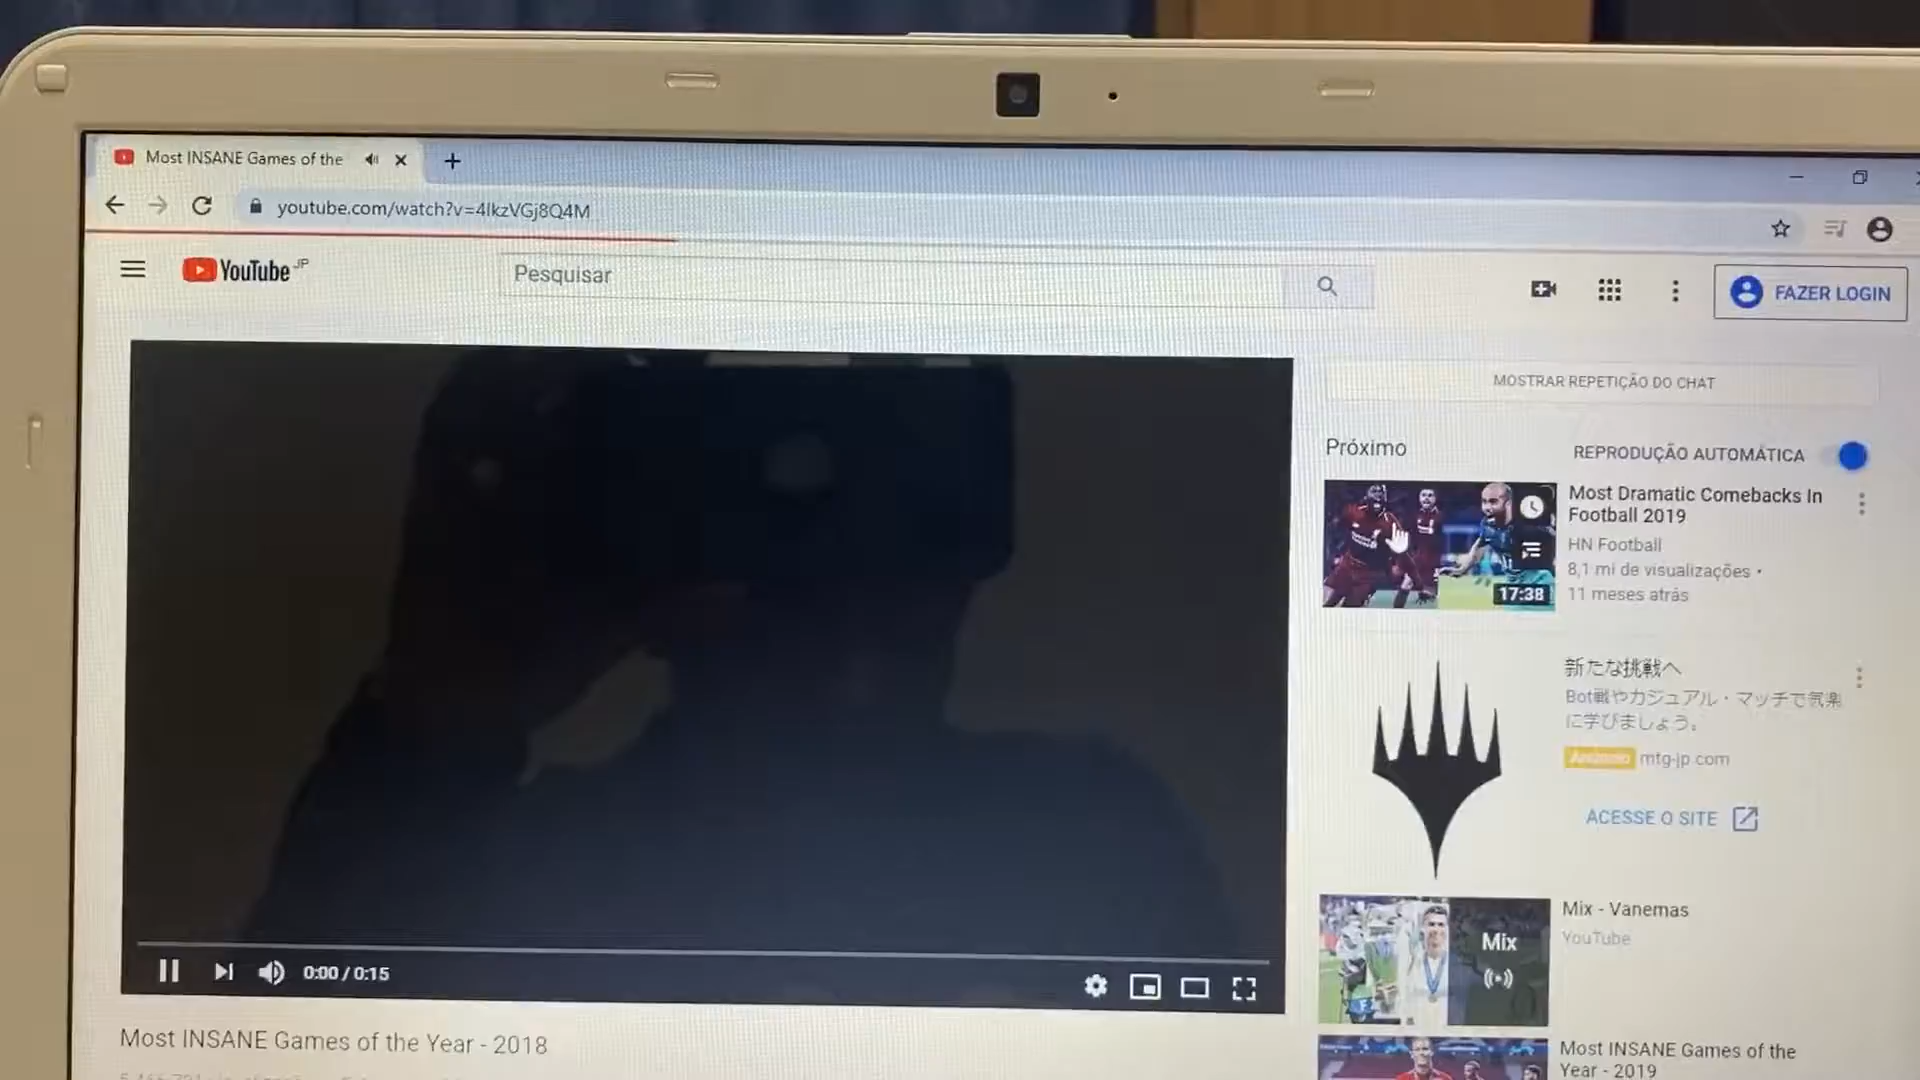 Most INSANE Games of the
youtube.com/watch?v=4IkzVGj8Q4M
YouTube JP
Pesquisar
FAZER LOGIN
MOSTRAR REPETIÇÃO DO CHAT
Próximo
REPRODUÇÃO AUTOMÁTICA
Most Dramatic Comebacks In
Football 2019
HN Football
8,1 mi de visualizações •
11 meses atrás
17:38
新たな挑戦へ
Bot戦やカジュアル・マッチで気楽
に学びましょう。
Anúncio mtg-jp.com
ACESSE O SITE
Mix - Vanemas
YouTube
Mix
0:00 / 0:15
Most INSANE Games of the Year - 2018
Most INSANE Games of the
Year - 2019